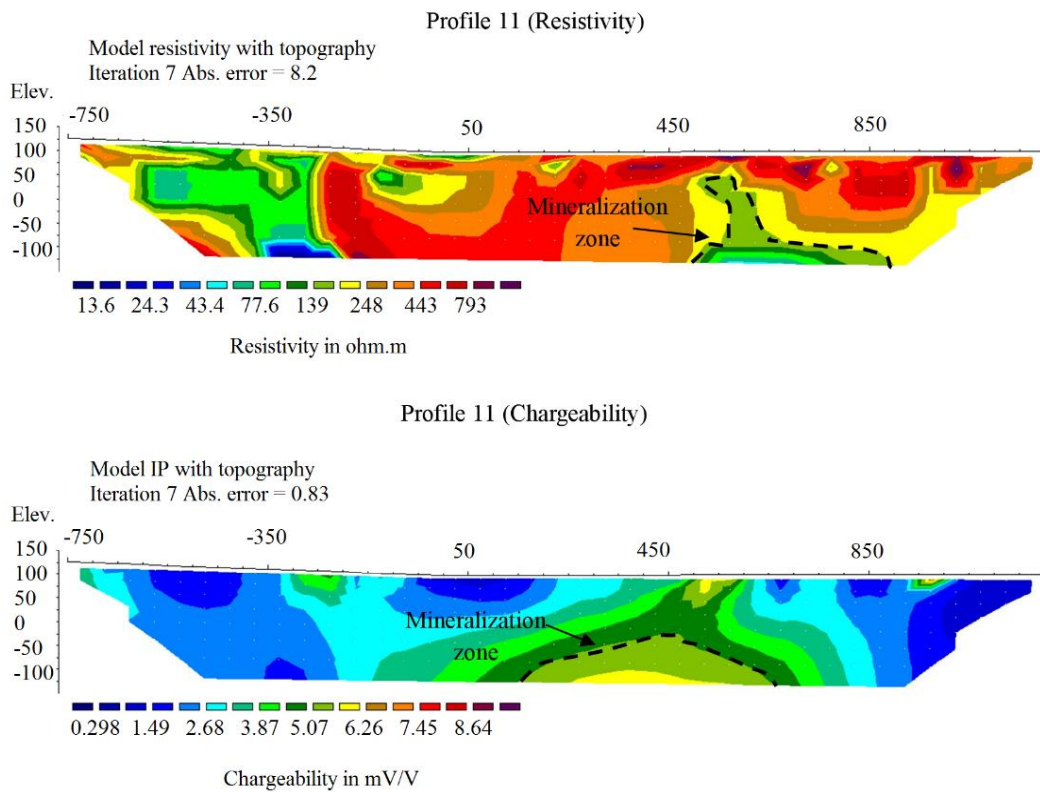 Profile 11 (Resistivity)
Model resistivity with topography
Iteration 7 Abs. error = 8.2
Elev.
-750 -350 50 450 850
150
100
50
0
-50
-100
Mineralization
zone
13.6 24.3 43.4 77.6 139 248 443 793
Resistivity in ohm.m
Profile 11 (Chargeability)
Model IP with topography
Iteration 7 Abs. error = 0.83
Elev.
-750 -350 50 450 850
150
100
50
0
-50
-100
Mineralization
zone
0.298 1.49 2.68 3.87 5.07 6.26 7.45 8.64
Chargeability in mV/V